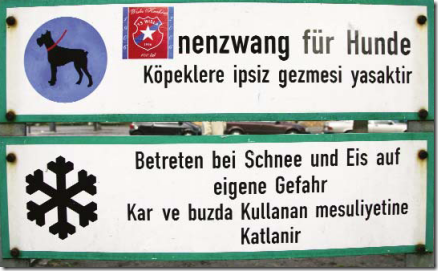 nenzwang für Hunde
Köpeklere ipsiz gezmesi yasaktir
Betreten bei Schnee und Eis auf
eigene Gefahr
Kar ve buzda Kullanan mesuliyetine
Katlanir